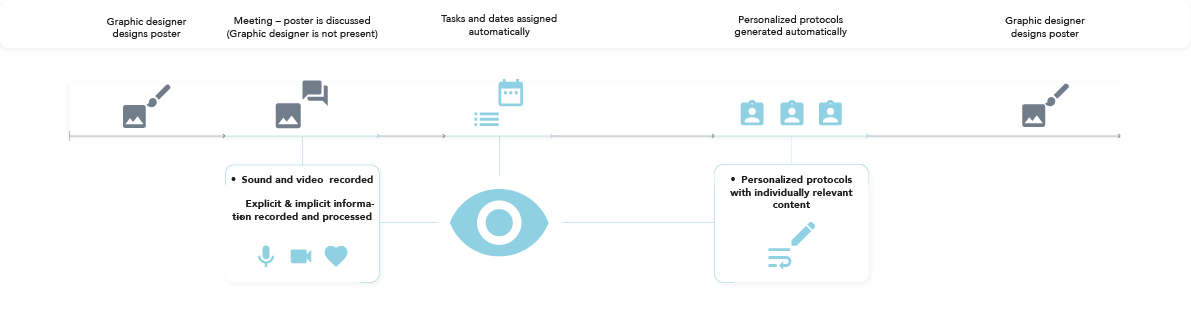 Graphic designer
designs poster
Meeting – poster is discussed
(Graphic designer is not present)
Tasks and dates assigned
automatically
Personalized protocols
generated automatically
Graphic designer
designs poster
• Sound and video recorded
Explicit & implicit informa-
tion recorded and processed
• Personalized protocols
with individually relevant
content